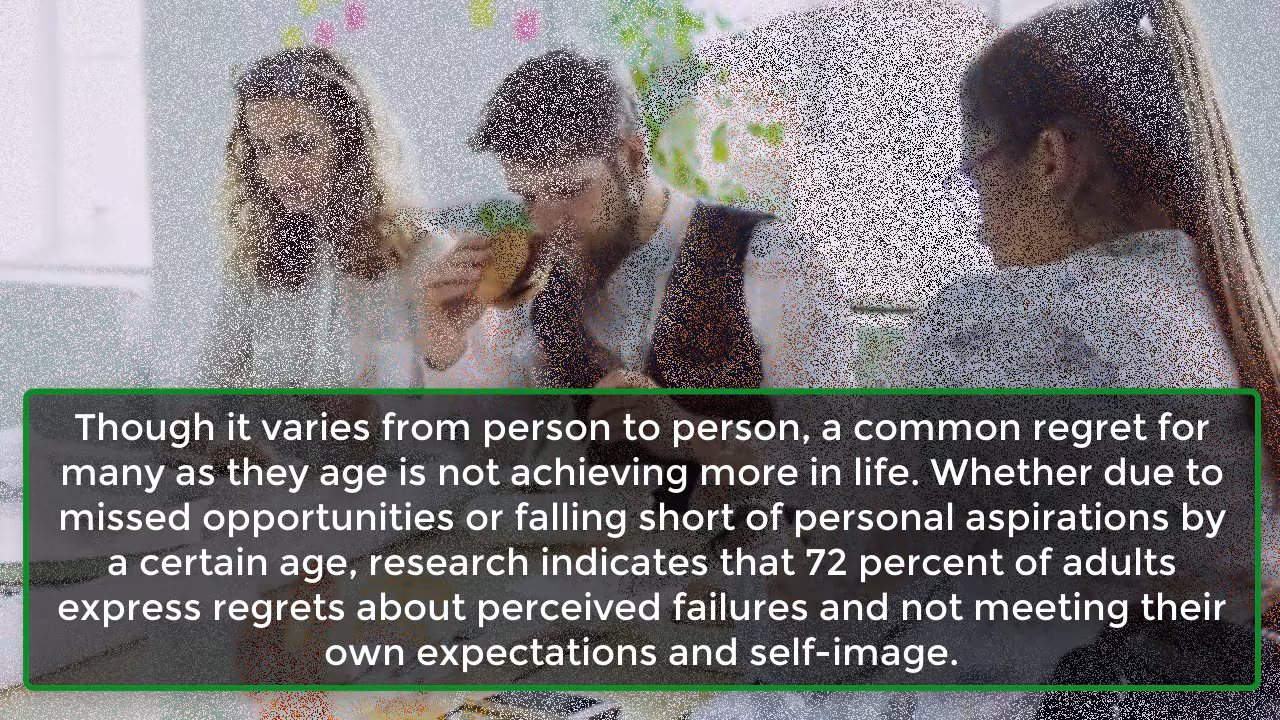 Though it varies from person to person, a common regret for
many as they age is not achieving more in life. Whether due to
missed opportunities or falling short of personal aspirations by
a certain age, research indicates that 72 percent of adults
express regrets about perceived failures and not meeting their
own expectations and self-image.